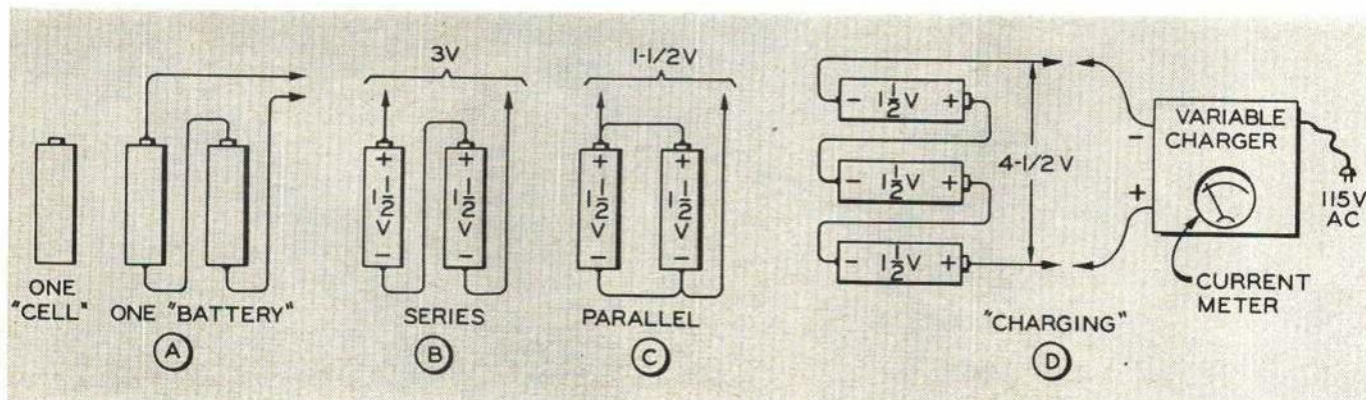 ONE
"CELL"
ONE "BATTERY"
A
3V
+
1 1/2 V
−
+
1 1/2 V
−
SERIES
B
1-1/2V
+
1 1/2 V
−
+
1 1/2 V
−
PARALLEL
C
− 1 1/2 V +
− 1 1/2 V +
− 1 1/2 V +
4-1/2 V
"CHARGING"
D
−
+
VARIABLE
CHARGER
115V
AC
CURRENT
METER